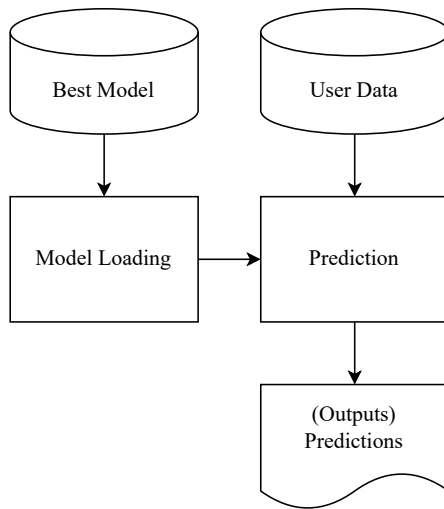 Best Model
User Data
Model Loading
Prediction
(Outputs)
Predictions